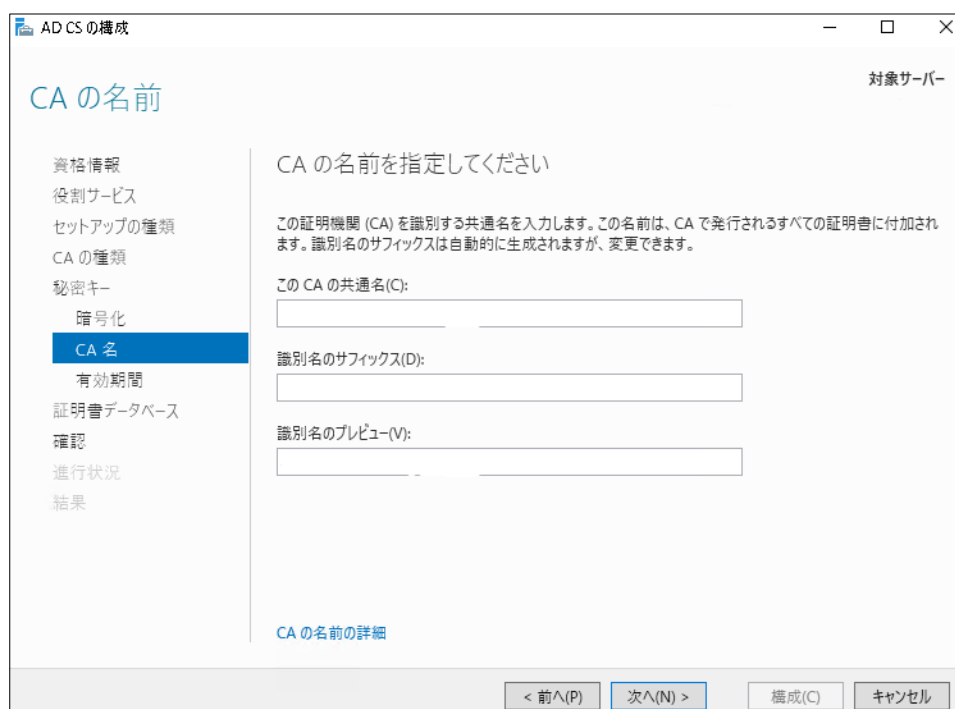 AD CS の構成
CA の名前
対象サーバー
資格情報
役割サービス
セットアップの種類
CA の種類
秘密キー
暗号化
CA 名
有効期間
証明書データベース
確認
進行状況
結果
CA の名前を指定してください
この証明機関 (CA) を識別する共通名を入力します。この名前は、CA で発行されるすべての証明書に付加され
ます。識別名のサフィックスは自動的に生成されますが、変更できます。
この CA の共通名(C):
識別名のサフィックス(D):
識別名のプレビュー(V):
CA の名前の詳細
< 前へ(P)
次へ(N) >
構成(C)
キャンセル